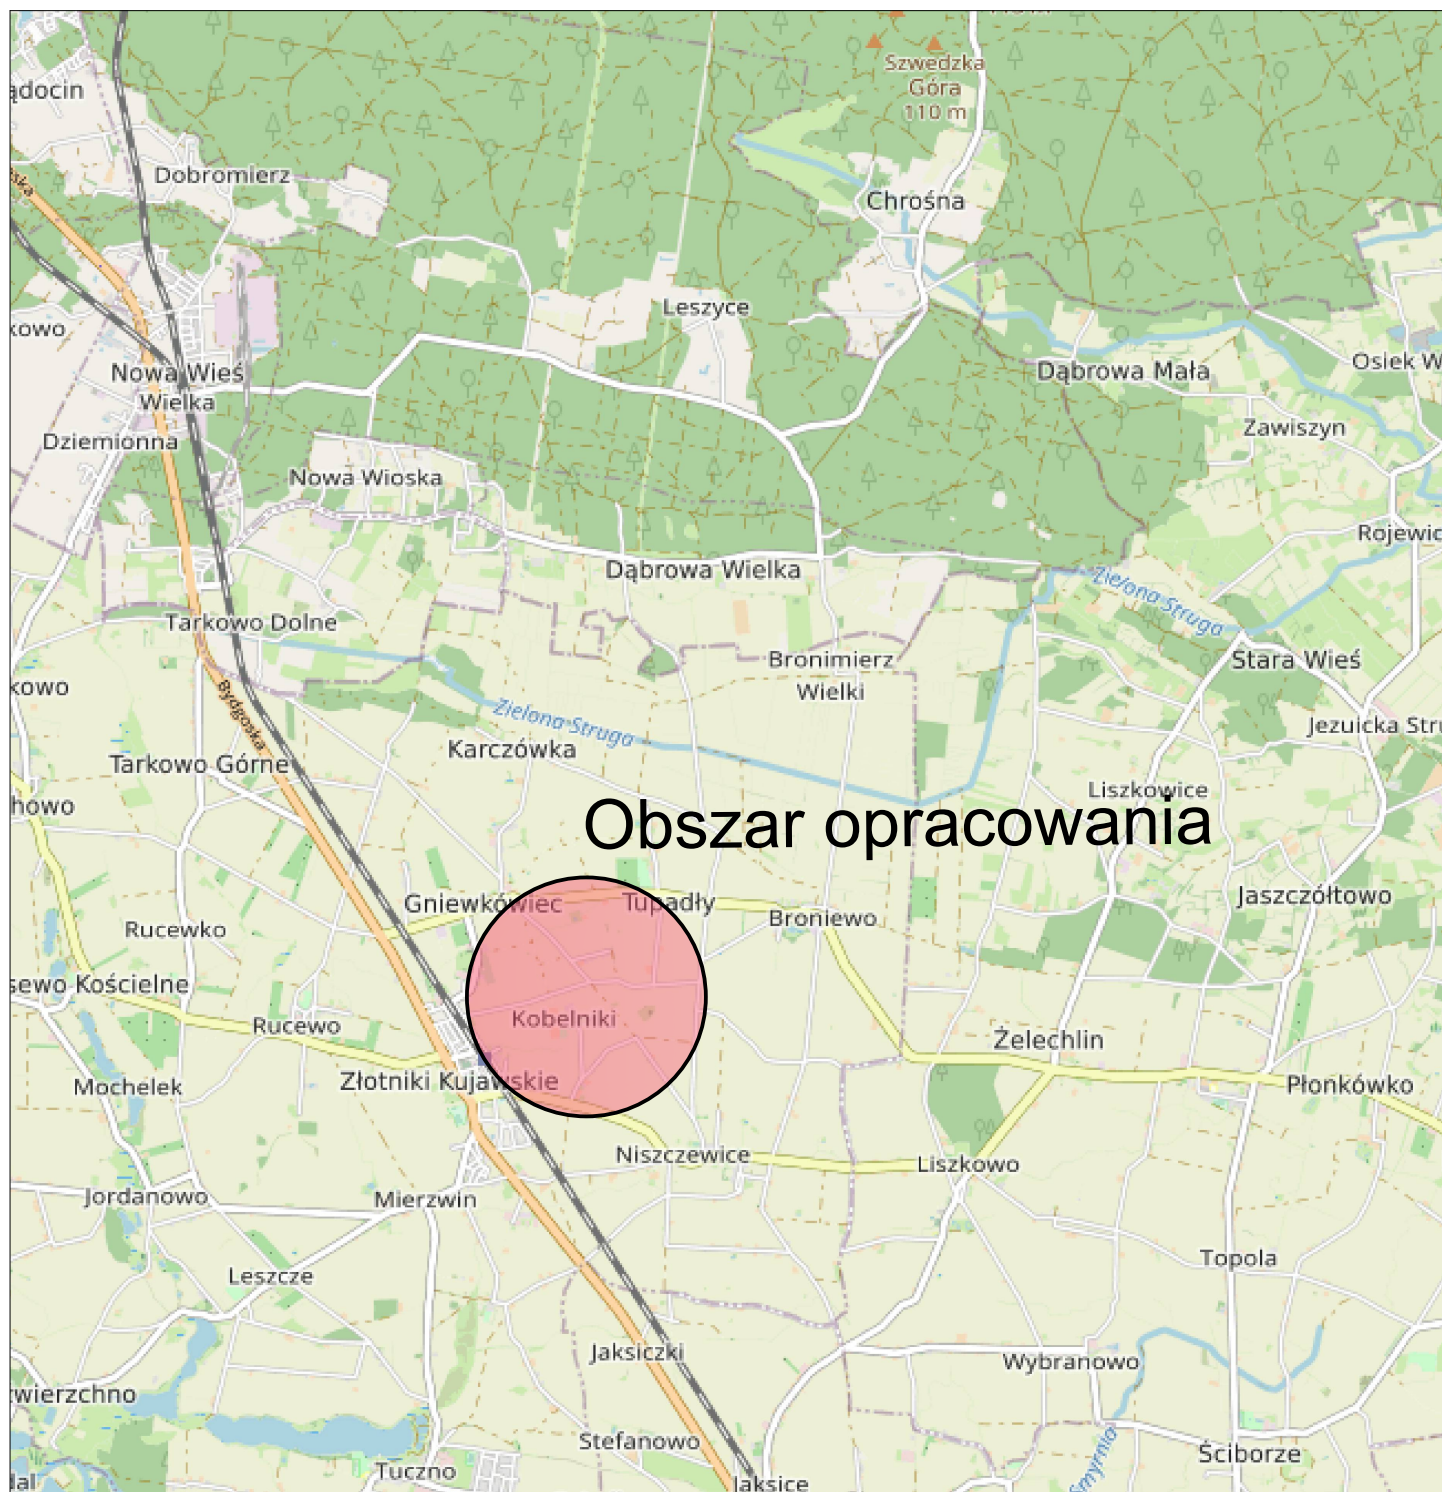 Szwedzka
Góra
110 m
ądocin
Dobromierz
Chrośna
Leszyce
kowo
Nowa Wieś
Wielka
Dąbrowa Mała
Osiek W
Zawiszyn
Dziemionna
Nowa Wioska
Rojewic
Dąbrowa Wielka
Zielona Struga
Tarkowo Dolne
Bronimierz
Wielki
Stara Wieś
kowo
Bydgoska
Zielona Struga
Jezuicka Stru
Karczówka
Tarkowo Górne
Liszkowice
howo
Obszar opracowania
Gniewkówiec
Tupadły
Broniewo
Jaszczółtowo
Rucewko
sewo Kościelne
Kobelniki
Rucewo
Żelechlin
Złotniki Kujawskie
Mochelek
Płonkówko
Niszczewice
Liszkowo
Jordanowo
Mierzwin
Topola
Leszcze
Jaksiczki
Wybranowo
zwierzchno
Stefanowo
Ściborze
Tuczno
Smyrnia
Jaksice